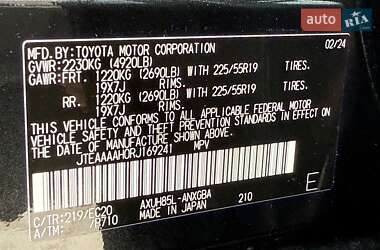 auto RIA
MFD. BY: TOYOTA MOTOR CORPORATION 02/24
GVWR: 2230KG (4920LB)
GAWR: FRT. 1220KG (2690LB) WITH 225/55R19 TIRES.
19X7J RIMS.
RR. 1220KG (2690LB) WITH 225/55R19 TIRES.
19X7J RIMS.
THIS VEHICLE CONFORMS TO ALL APPLICABLE FEDERAL MOTOR
VEHICLE SAFETY, BUMPER, AND THEFT PREVENTION STANDARDS IN EFFECT ON
THE DATE OF MANUFACTURE SHOWN ABOVE.
JTEAAAAH0RJ169241 MPV
E
AXUH85L-ANXGBA
C/TR: 219/EC20 210
A/TM: -/P710 MADE IN JAPAN